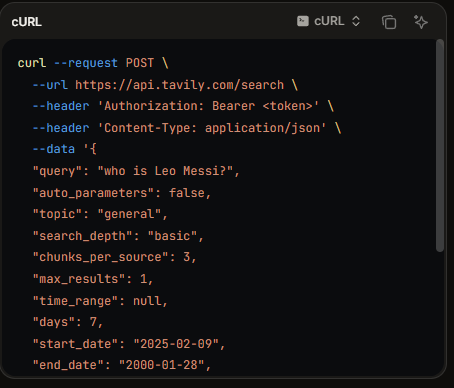 cURL cURL
curl --request POST \
--url https://api.tavily.com/search \
--header 'Authorization: Bearer <token>' \
--header 'Content-Type: application/json' \
--data '{
"query": "who is Leo Messi?",
"auto_parameters": false,
"topic": "general",
"search_depth": "basic",
"chunks_per_source": 3,
"max_results": 1,
"time_range": null,
"days": 7,
"start_date": "2025-02-09",
"end_date": "2000-01-28",